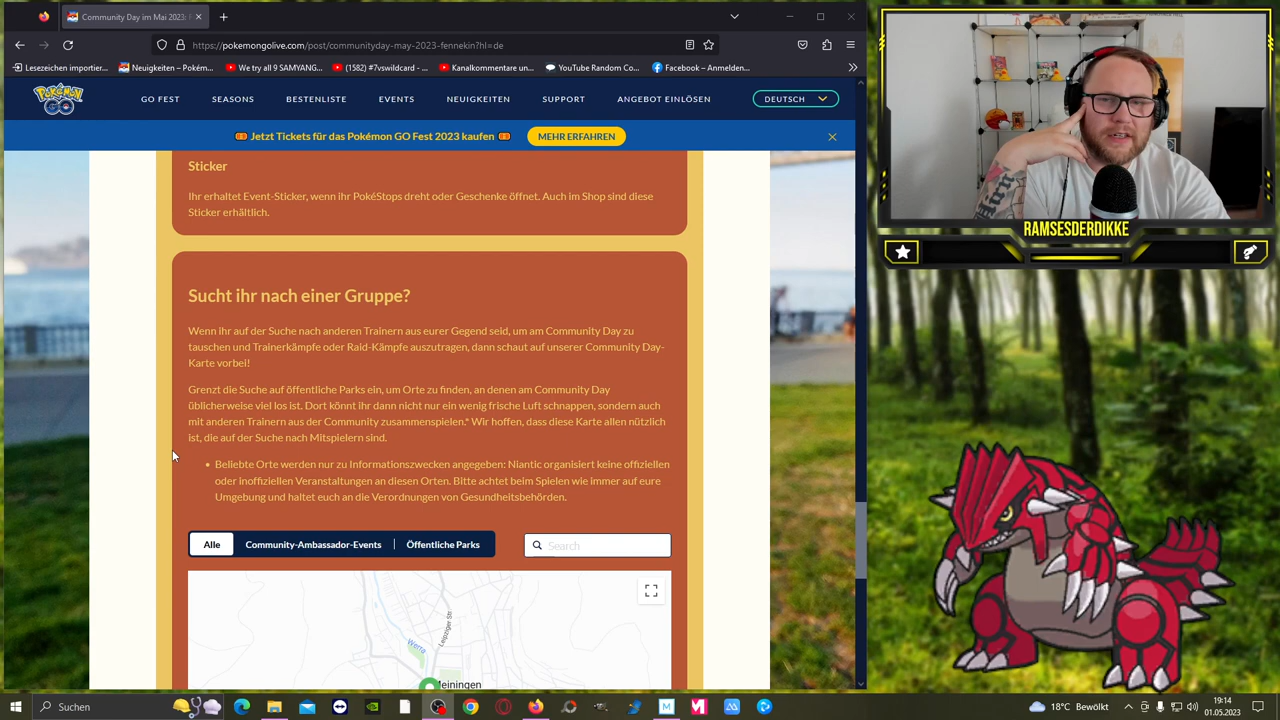 Community Day im Mai 2023:
https://pokemongolive.com/post/communityday-may-2023-fennekin?hl=de
Lesezeichen importier...
Neuigkeiten – Pokém...
We try all 9 SAMYANG...
(1582) #7vswildcard - ...
Kanalkommentare un...
YouTube Random Co...
Facebook – Anmelden...
Pokémon GO
GO FEST
SEASONS
BESTENLISTE
EVENTS
NEUIGKEITEN
SUPPORT
ANGEBOT EINLÖSEN
DEUTSCH
Jetzt Tickets für das Pokémon GO Fest 2023 kaufen
MEHR ERFAHREN
Sticker
Ihr erhaltet Event-Sticker, wenn ihr PokéStops dreht oder Geschenke öffnet. Auch im Shop sind diese
Sticker erhältlich.
Sucht ihr nach einer Gruppe?
Wenn ihr auf der Suche nach anderen Trainern aus eurer Gegend seid, um am Community Day zu
tauschen und Trainerkämpfe oder Raid-Kämpfe auszutragen, dann schaut auf unserer Community Day-
Karte vorbei!
Grenzt die Suche auf öffentliche Parks ein, um Orte zu finden, an denen am Community Day
üblicherweise viel los ist. Dort könnt ihr dann nicht nur ein wenig frische Luft schnappen, sondern auch
mit anderen Trainern aus der Community zusammenspielen.* Wir hoffen, dass diese Karte allen nützlich
ist, die auf der Suche nach Mitspielern sind.
• Beliebte Orte werden nur zu Informationszwecken angegeben: Niantic organisiert keine offiziellen
oder inoffiziellen Veranstaltungen an diesen Orten. Bitte achtet beim Spielen wie immer auf eure
Umgebung und haltet euch an die Verordnungen von Gesundheitsbehörden.
Alle
Community-Ambassador-Events
Öffentliche Parks
Search
Leipziger Str
Werra
Meiningen
RAMSESDERDIKKE
Suchen
18°C Bewölkt
19:14
01.05.2023